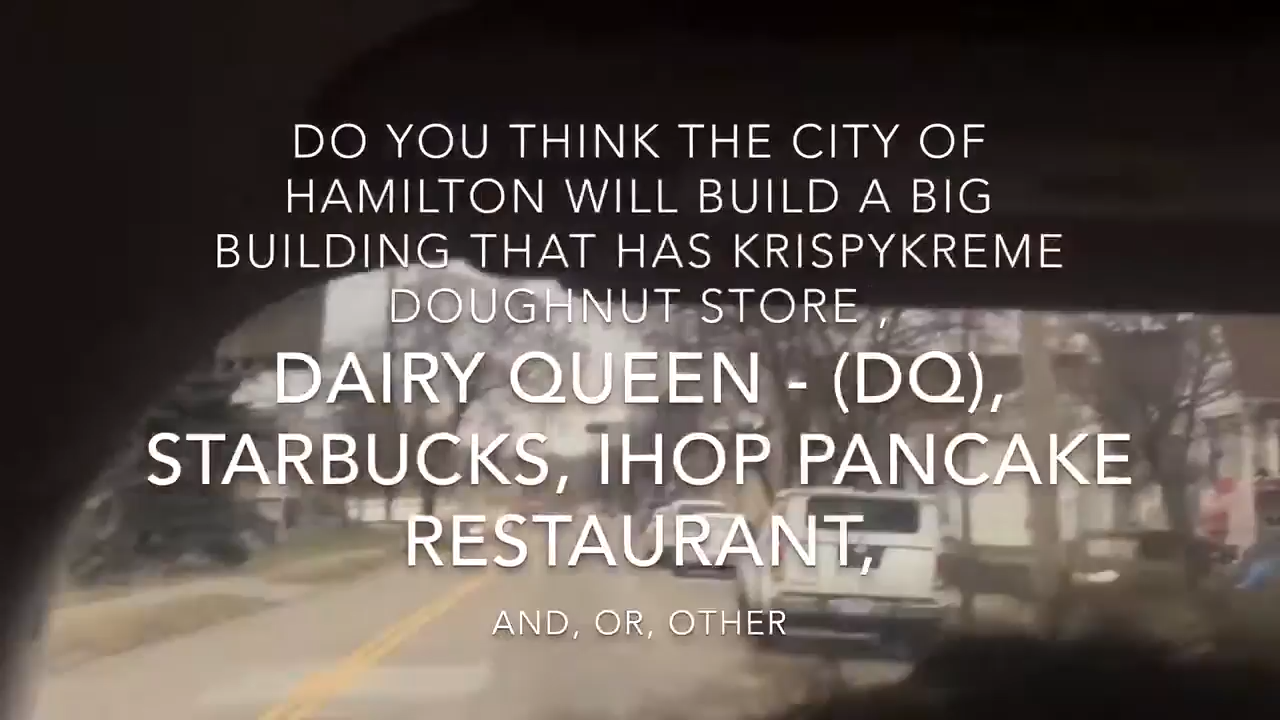 DO YOU THINK THE CITY OF
HAMILTON WILL BUILD A BIG
BUILDING THAT HAS KRISPYKREME
DOUGHNUT STORE ,
DAIRY QUEEN - (DQ),
STARBUCKS, IHOP PANCAKE
RESTAURANT,
AND, OR, OTHER